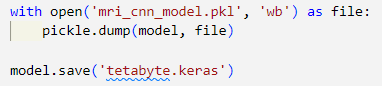 with open('mri_cnn_model.pkl', 'wb') as file:
    pickle.dump(model, file)
model.save('tetabyte.keras')